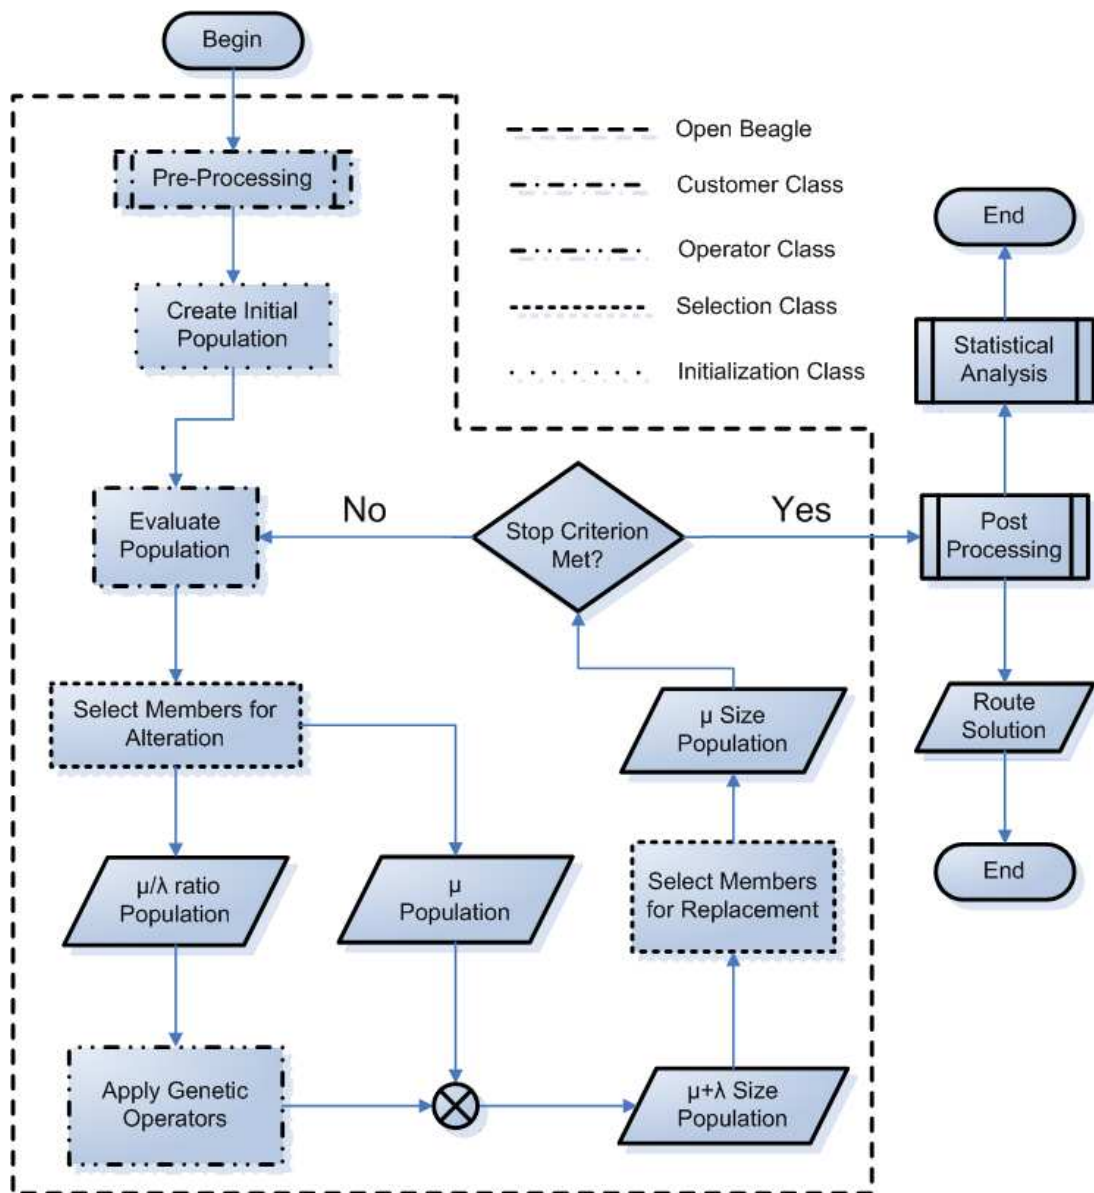 Begin
Pre-Processing
Create Initial
Population
Evaluate
Population
Select Members for
Alteration
µ/λ ratio
Population
Apply Genetic
Operators
µ
Population
µ+λ Size
Population
Select Members
for Replacement
µ Size
Population
Stop Criterion
Met?
No
Yes
Open Beagle
Customer Class
Operator Class
Selection Class
Initialization Class
End
Statistical
Analysis
Post
Processing
Route
Solution
End